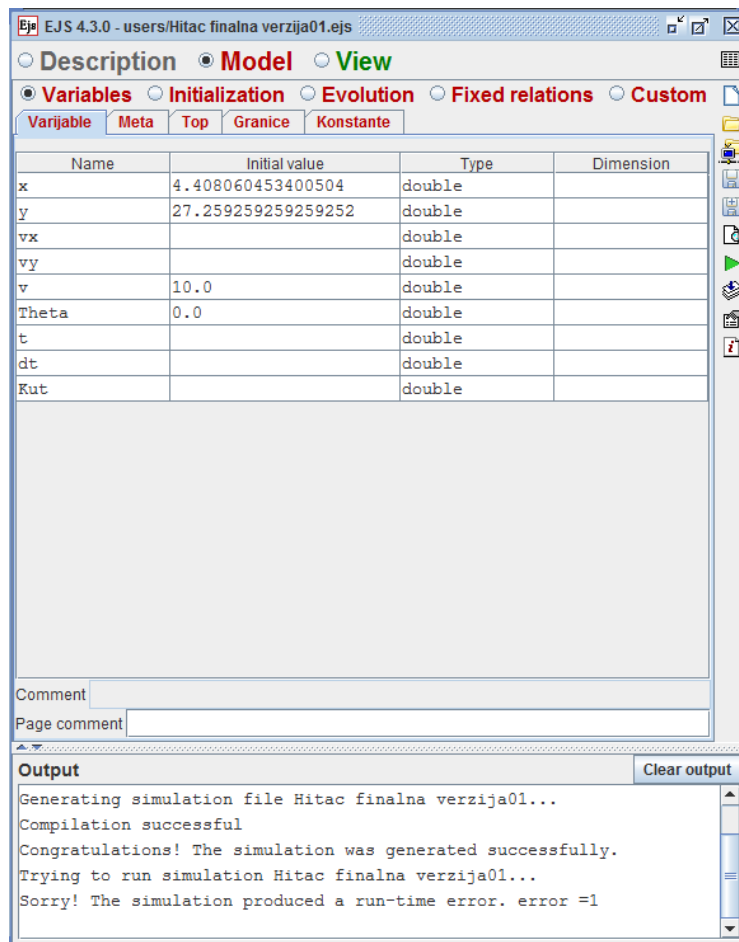 Ejs EJS 4.3.0 - users/Hitac finalna verzija01.ejs
Description Model View
Variables Initialization Evolution Fixed relations Custom
Varijable Meta Top Granice Konstante
Name Initial value Type Dimension
x 4.408060453400504 double
y 27.259259259259252 double
vx double
vy double
v 10.0 double
Theta 0.0 double
t double
dt double
Kut double
Comment
Page comment
Output Clear output
Generating simulation file Hitac finalna verzija01...
Compilation successful
Congratulations! The simulation was generated successfully.
Trying to run simulation Hitac finalna verzija01...
Sorry! The simulation produced a run-time error. error =1